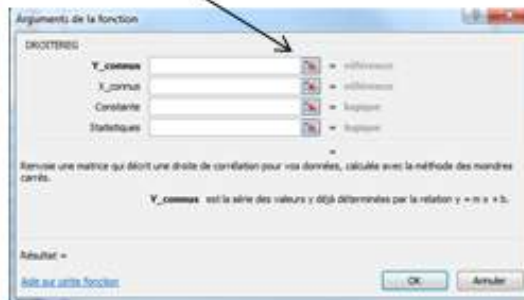 Arguments de la fonction
DROITEREG
Y_connus = référence
X_connus = référence
Constante = logique
Statistiques = logique
=
Renvoie une matrice qui décrit une droite de corrélation pour vos données, calculée avec la méthode des moindres
carrés.
Y_connus est la série des valeurs y déjà déterminées par la relation y = m x + b.
Résultat =
Aide sur cette fonction
OK
Annuler